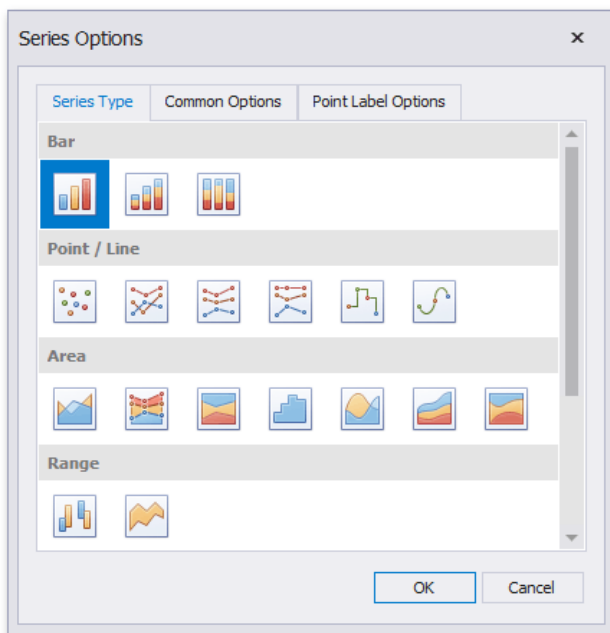 Series Options
Series Type Common Options Point Label Options
Bar
Point / Line
Area
Range
OK Cancel